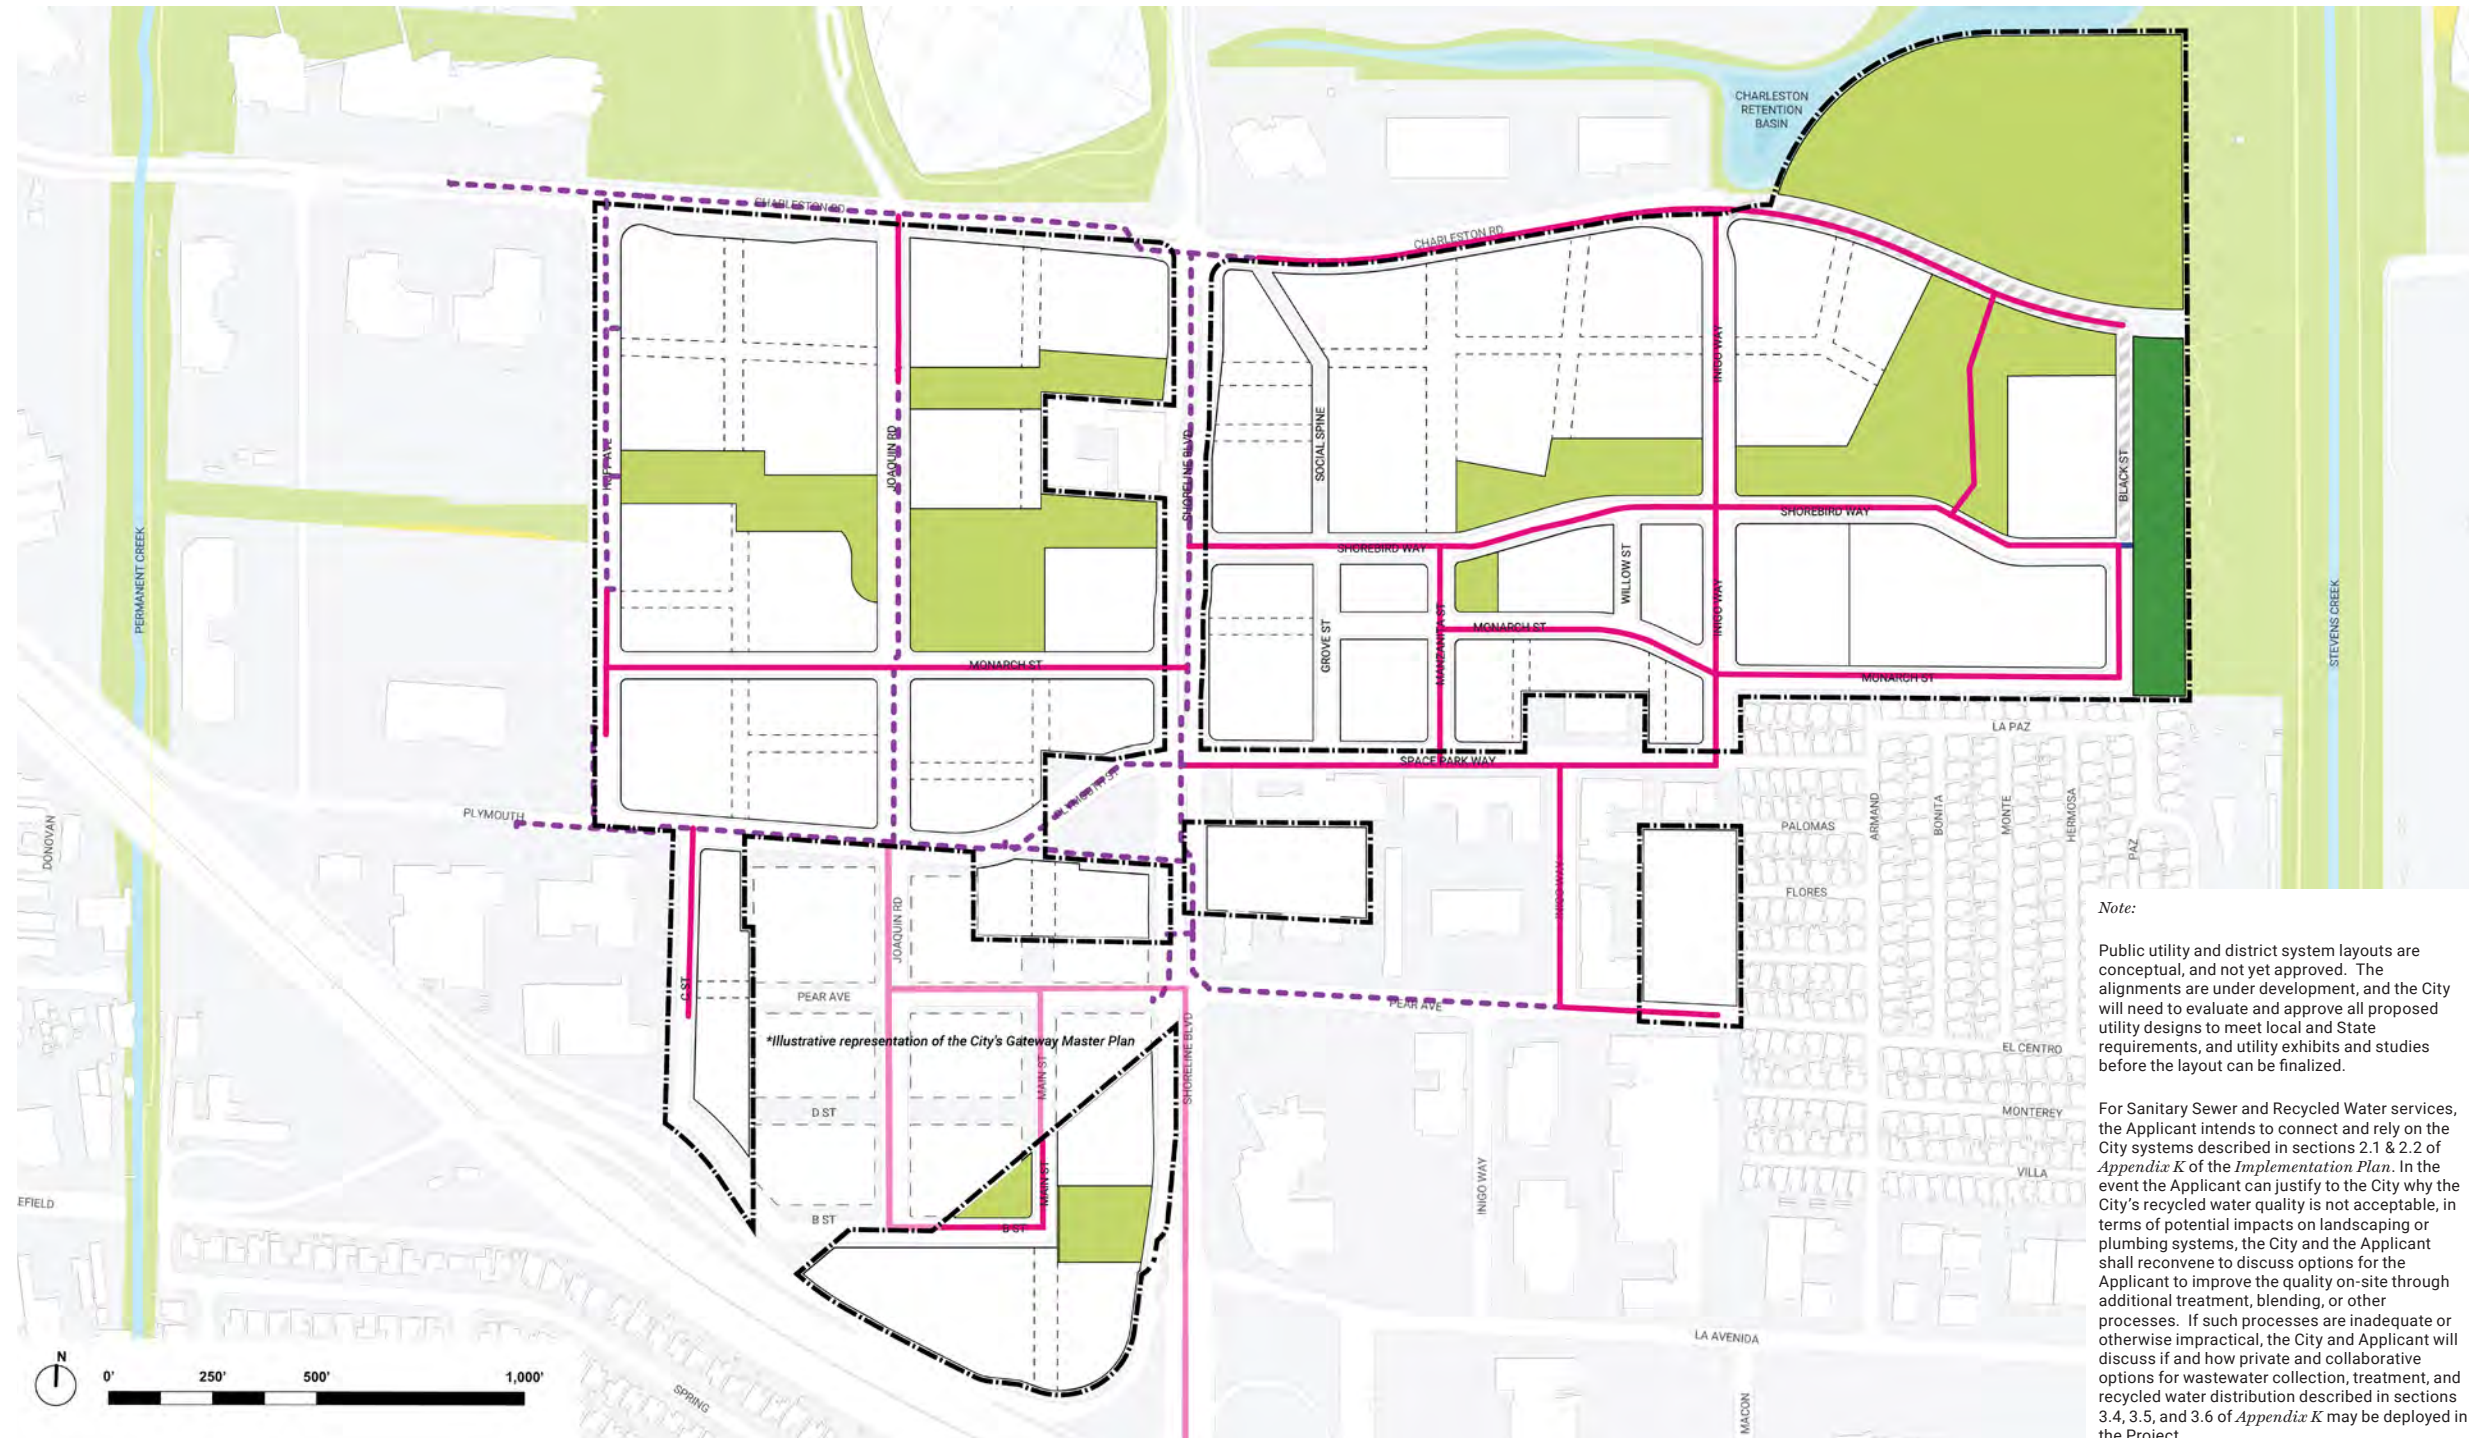 CHARLESTON
RETENTION
BASIN
CHARLESTON RD
CHARLESTON RD
HUFF AVE
JOAQUIN RD
SHORELINE BLVD
SOCIAL SPINE
INIGO WAY
BLACK ST
SHOREBIRD WAY
SHOREBIRD WAY
PERMANENT CREEK
STEVENS CREEK
WILLOW ST
INIGO WAY
GROVE ST
MANZANITA ST
MONARCH ST
MONARCH ST
MONARCH ST
LA PAZ
SPACE PARK WAY
PLYMOUTH ST
PLYMOUTH
DONOVAN
PALOMAS
ARMAND
BONITA
MONTE
HERMOSA
PAZ
FLORES
INIGO WAY
JOAQUIN RD
C ST
PEAR AVE
PEAR AVE
*Illustrative representation of the City's Gateway Master Plan
MAIN ST
SHORELINE BLVD
EL CENTRO
MONTEREY
D ST
MAIN ST
INIGO WAY
VILLA
EFIELD
B ST
B ST
LA AVENIDA
MACON
SPRING
N
0' 250' 500' 1,000'
Note:
Public utility and district system layouts are
conceptual, and not yet approved. The
alignments are under development, and the City
will need to evaluate and approve all proposed
utility designs to meet local and State
requirements, and utility exhibits and studies
before the layout can be finalized.
For Sanitary Sewer and Recycled Water services,
the Applicant intends to connect and rely on the
City systems described in sections 2.1 & 2.2 of
Appendix K of the Implementation Plan. In the
event the Applicant can justify to the City why the
City's recycled water quality is not acceptable, in
terms of potential impacts on landscaping or
plumbing systems, the City and the Applicant
shall reconvene to discuss options for the
Applicant to improve the quality on-site through
additional treatment, blending, or other
processes. If such processes are inadequate or
otherwise impractical, the City and Applicant will
discuss if and how private and collaborative
options for wastewater collection, treatment, and
recycled water distribution described in sections
3.4, 3.5, and 3.6 of Appendix K may be deployed in
the Project